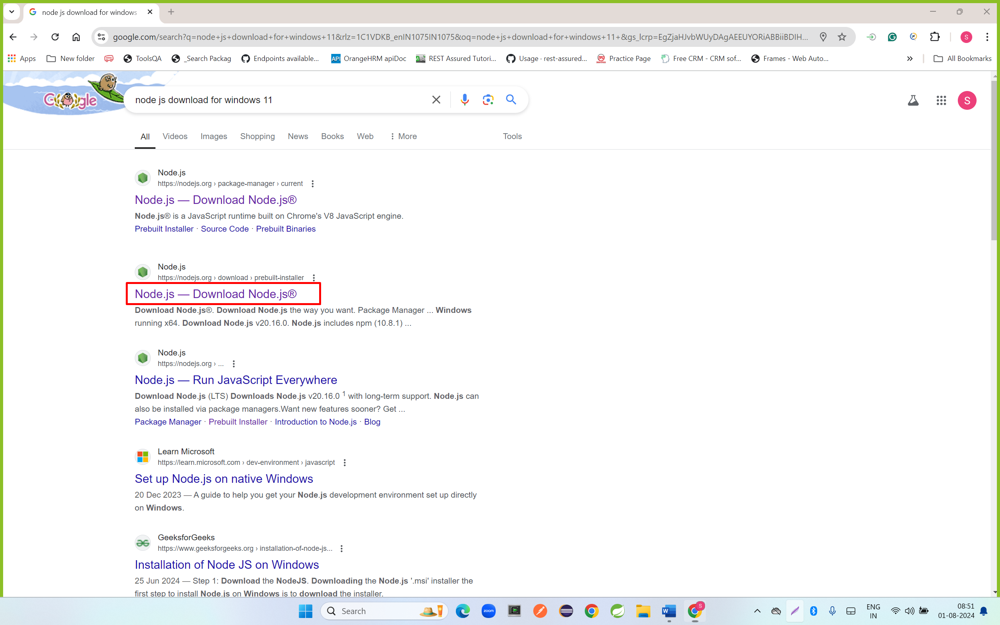 node js download for windows
google.com/search?q=node+js+download+for+windows+11&rlz=1C1VDKB_enIN1075IN1075&oq=node+js+download+for+windows+11+&gs_lcrp=EgZjaHJvbWUyDAgAEEUYORiABBiiBDIH...
S
Apps
New folder
ToolsQA
_Search Packag
Endpoints available...
API OrangeHRM apiDoc
REST Assured Tutori...
Usage · rest-assured...
Practice Page
Free CRM - CRM sof...
Frames - Web Auto...
All Bookmarks
Google
node js download for windows 11
S
All Videos Images Shopping News Books Web More Tools
Node.js
https://nodejs.org › package-manager › current
Node.js — Download Node.js®
Node.js® is a JavaScript runtime built on Chrome's V8 JavaScript engine.
Prebuilt Installer · Source Code · Prebuilt Binaries
Node.js
https://nodejs.org › download › prebuilt-installer
Node.js — Download Node.js®
Download Node.js®. Download Node.js the way you want. Package Manager ... Windows
running x64. Download Node.js v20.16.0. Node.js includes npm (10.8.1) ...
Node.js
https://nodejs.org › ...
Node.js — Run JavaScript Everywhere
Download Node.js (LTS) Downloads Node.js v20.16.0 1 with long-term support. Node.js can
also be installed via package managers.Want new features sooner? Get ...
Package Manager · Prebuilt Installer · Introduction to Node.js · Blog
Learn Microsoft
https://learn.microsoft.com › dev-environment › javascript
Set up Node.js on native Windows
20 Dec 2023 — A guide to help you get your Node.js development environment set up directly
on Windows.
GeeksforGeeks
https://www.geeksforgeeks.org › installation-of-node-js...
Installation of Node JS on Windows
25 Jun 2024 — Step 1: Download the NodeJS. Downloading the Node.js '.msi' installer the
first step to install Node.js on Windows is to download the installer.
Search
zoom
W
S
ENG
IN
08:51
01-08-2024